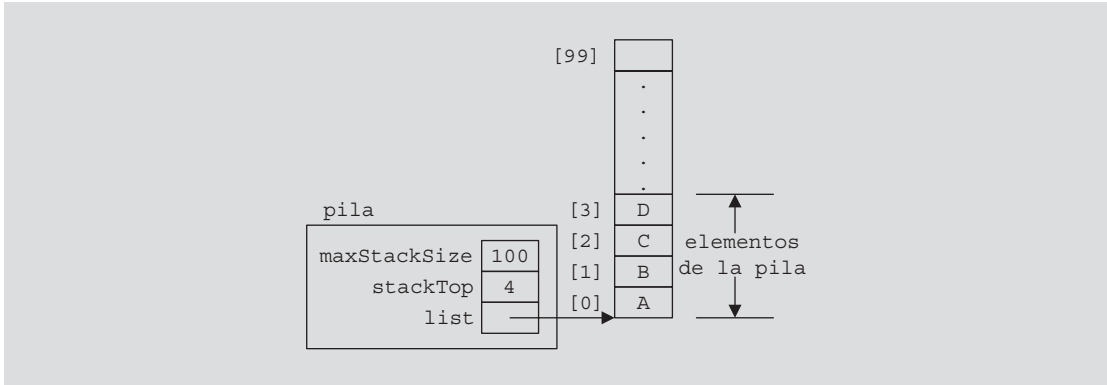 [99]
.
.
.
.
.
pila
[3] D
[2] C
elementos
maxStackSize 100
[1] B
de la pila
stackTop 4
[0] A
list